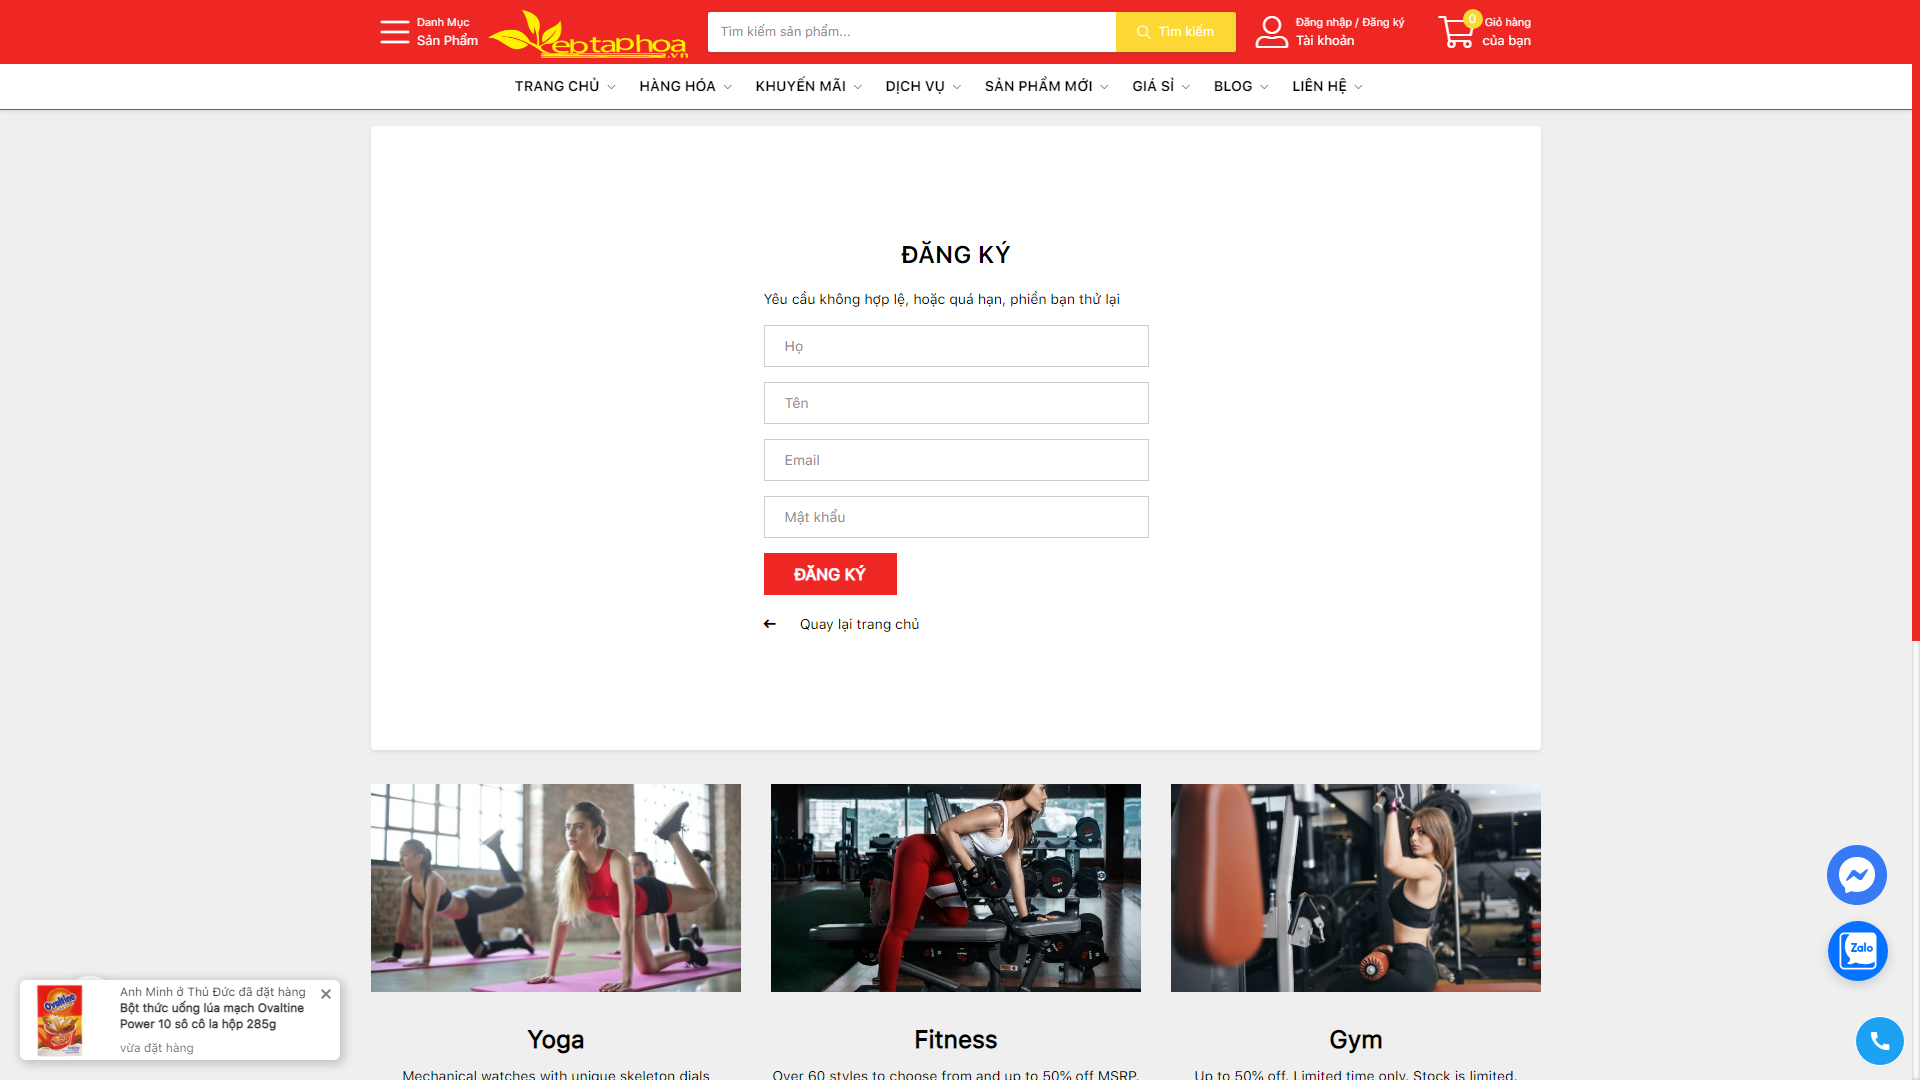 Danh Mục
Sản Phẩm
ebtaphoa
.vn
Tìm kiếm sản phẩm...
Tìm kiếm
Đăng nhập / Đăng ký
Tài khoản
0
Giỏ hàng
của bạn
TRANG CHỦ
HÀNG HÓA
KHUYẾN MÃI
DỊCH VỤ
SẢN PHẨM MỚI
GIÁ SỈ
BLOG
LIÊN HỆ
ĐĂNG KÝ
Yêu cầu không hợp lệ, hoặc quá hạn, phiền bạn thử lại
Họ
Tên
Email
Mật khẩu
ĐĂNG KÝ
Quay lại trang chủ
Zalo
Ovaltine
Anh Minh ở Thủ Đức đã đặt hàng
Bột thức uống lúa mạch Ovaltine
Power 10 sô cô la hộp 285g
vừa đặt hàng
Yoga
Fitness
Gym
Mechanical watches with unique skeleton dials
Over 60 styles to choose from and up to 50% off MSRP.
Up to 50% off. Limited time only. Stock is limited.